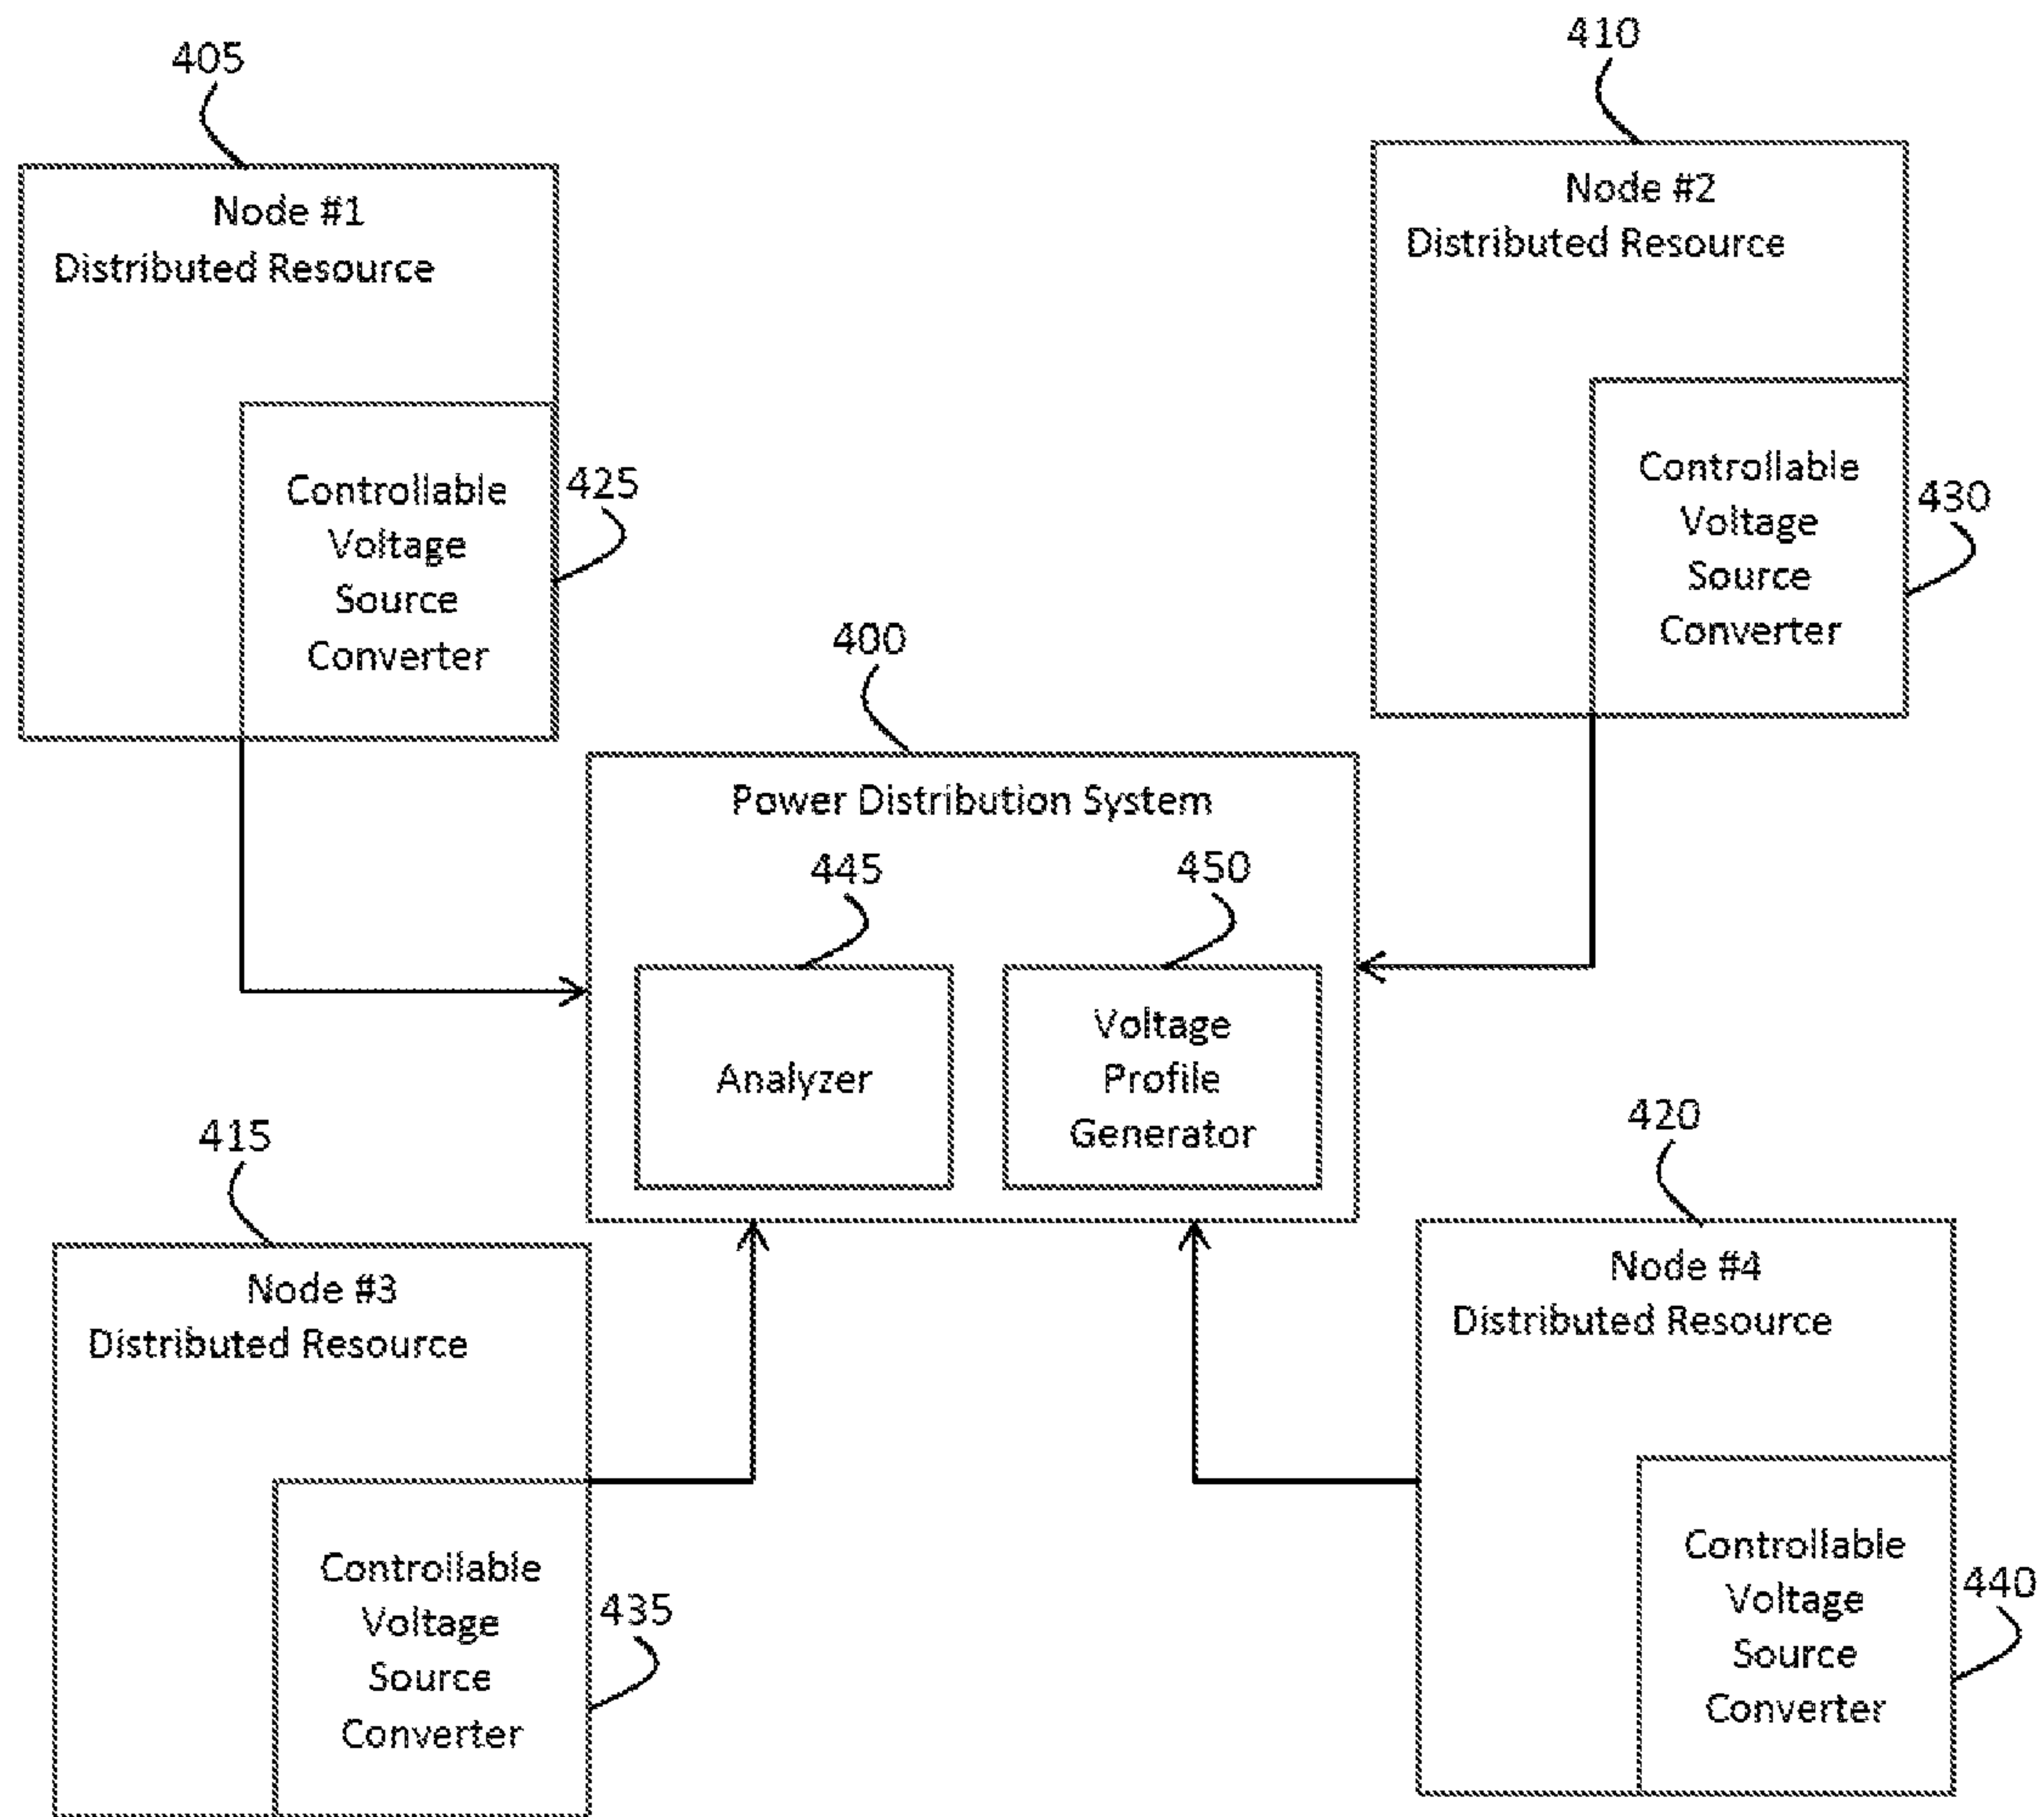 405
Node #1
Distributed Resource
Controllable
Voltage
Source
Converter
425
410
Node #2
Distributed Resource
Controllable
Voltage
Source
Converter
430
400
Power Distribution System
445
Analyzer
450
Voltage
Profile
Generator
415
Node #3
Distributed Resource
Controllable
Voltage
Source
Converter
435
420
Node #4
Distributed Resource
Controllable
Voltage
Source
Converter
440